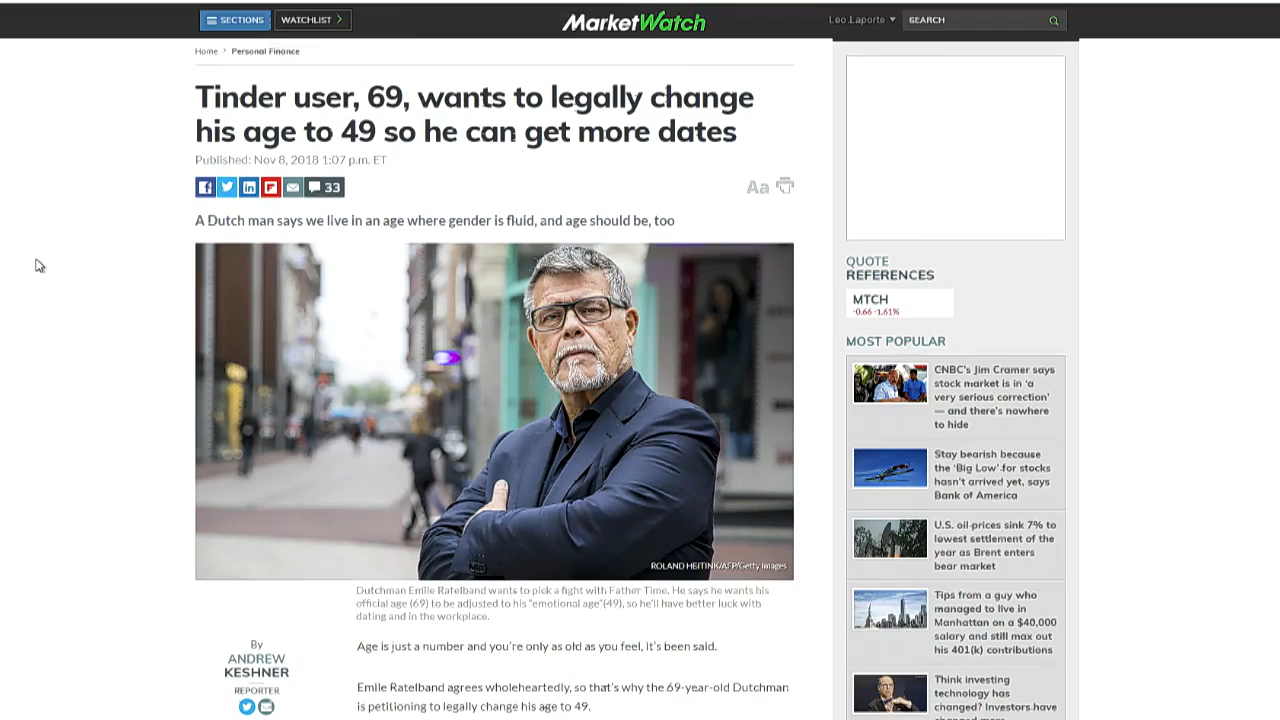 SECTIONS
WATCHLIST
MarketWatch
Leo Laporte
SEARCH
Home
Personal Finance
Tinder user, 69, wants to legally change
his age to 49 so he can get more dates
Published: Nov 8, 2018 1:07 p.m. ET
33
Aa
A Dutch man says we live in an age where gender is fluid, and age should be, too
ROLAND HEITINK/AFP/Getty Images
Dutchman Emile Ratelband wants to pick a fight with Father Time. He says he wants his
official age (69) to be adjusted to his "emotional age"(49), so he'll have better luck with
dating and in the workplace.
By
ANDREW
KESHNER
REPORTER
Age is just a number and you're only as old as you feel, it's been said.
Emile Ratelband agrees wholeheartedly, so that's why the 69-year-old Dutchman
is petitioning to legally change his age to 49.
QUOTE
REFERENCES
MTCH
-0.66 -1.61%
MOST POPULAR
CNBC's Jim Cramer says
stock market is in 'a
very serious correction'
— and there's nowhere
to hide
Stay bearish because
the 'Big Low' for stocks
hasn't arrived yet, says
Bank of America
U.S. oil prices sink 7% to
lowest settlement of the
year as Brent enters
bear market
Tips from a guy who
managed to live in
Manhattan on a $40,000
salary and still max out
his 401(k) contributions
Think investing
technology has
changed? Investors have